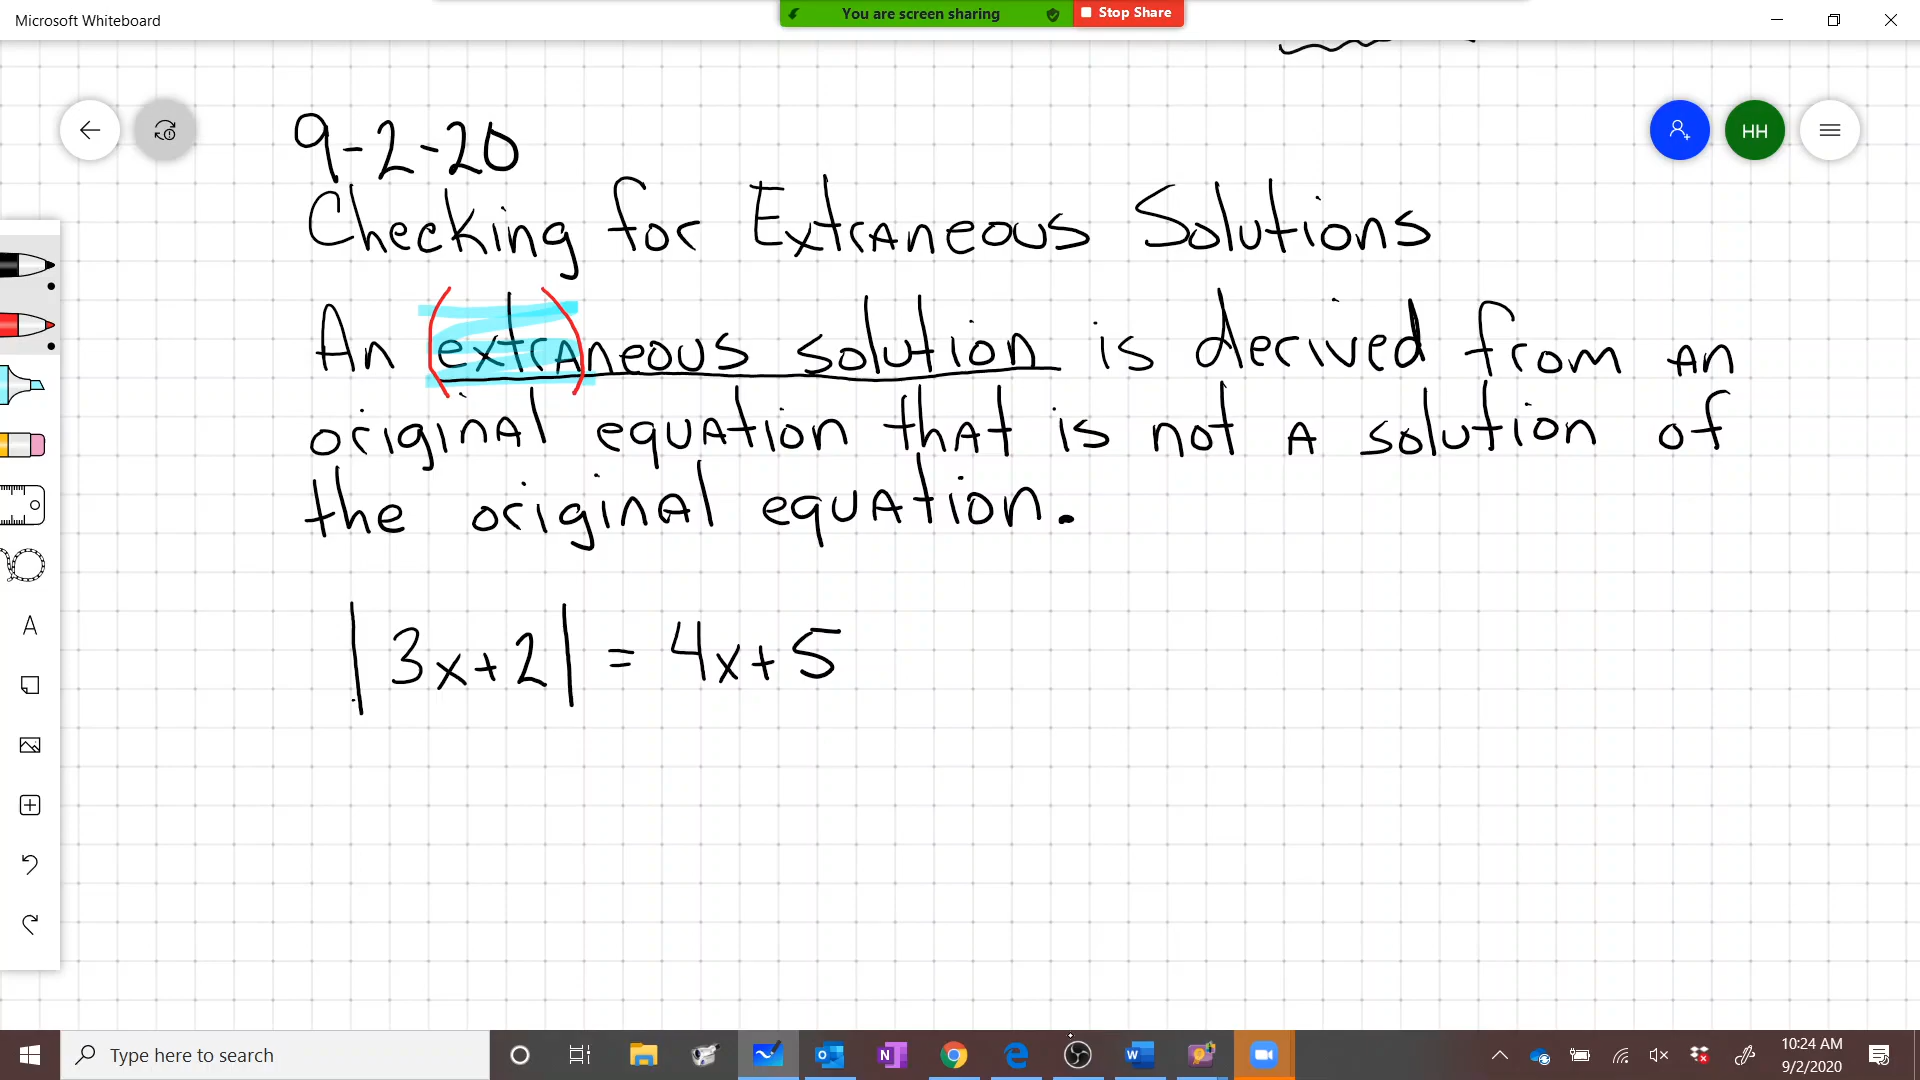 Microsoft Whiteboard
You are screen sharing
Stop Share
HH
9-2-20
Checking for Extraneous Solutions
An (extra)neous solution is derived from an
original equation that is not a solution of
the original equation.
|3x+2| = 4x+5
A
Type here to search
10:24 AM
9/2/2020